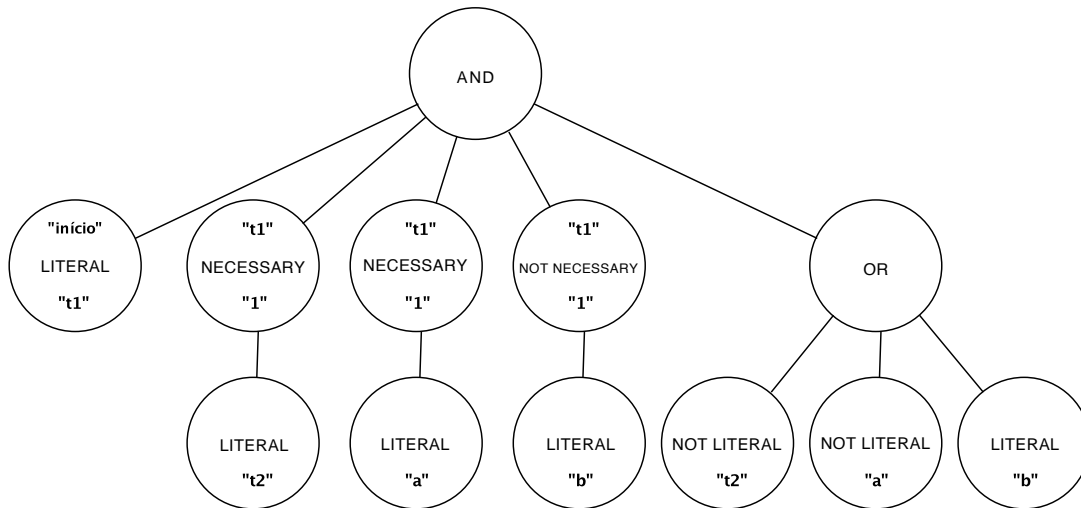 AND
"início"
LITERAL
"t1"
"t1"
NECESSARY
"1"
"t1"
NECESSARY
"1"
"t1"
NOT NECESSARY
"1"
OR
LITERAL
"t2"
LITERAL
"a"
LITERAL
"b"
NOT LITERAL
"t2"
NOT LITERAL
"a"
LITERAL
"b"